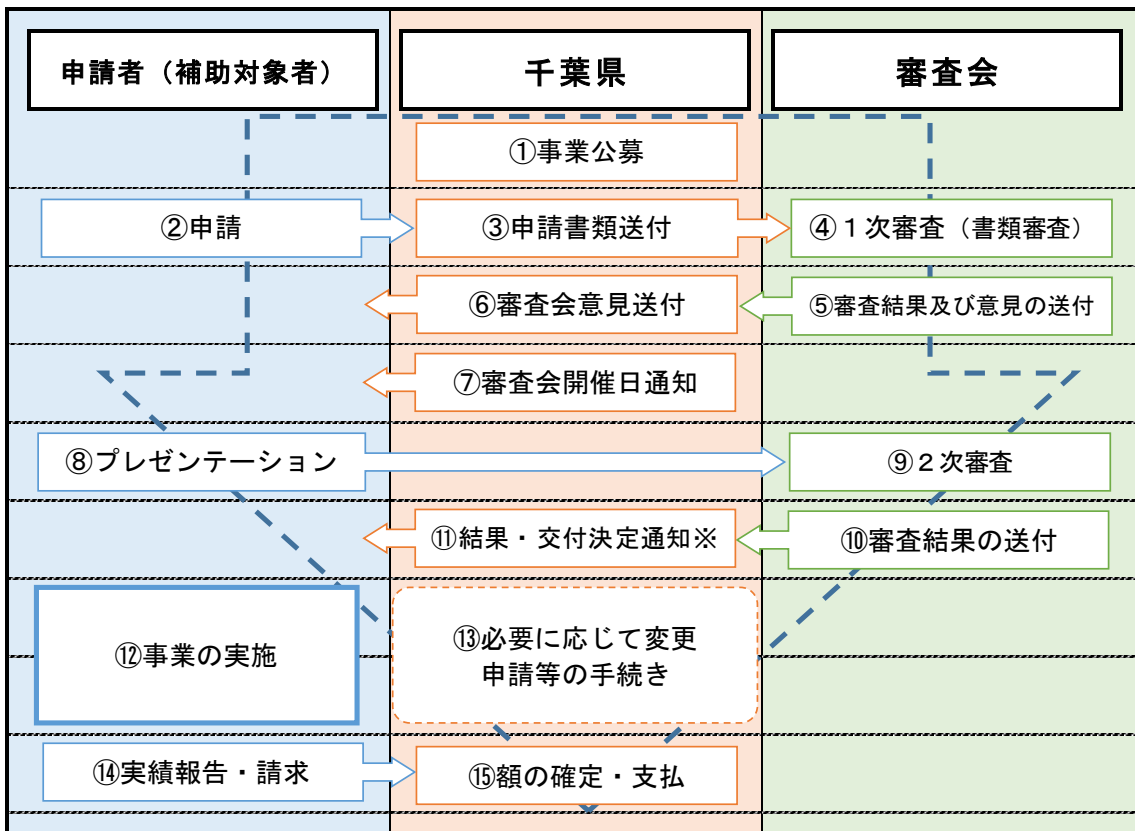 申請者（補助対象者）
千葉県
審査会
①事業公募
②申請
③申請書類送付
④１次審査（書類審査）
⑥審査会意見送付
⑤審査結果及び意見の送付
⑦審査会開催日通知
⑧プレゼンテーション
⑨２次審査
⑪結果・交付決定通知※
⑩審査結果の送付
⑫事業の実施
⑬必要に応じて変更
申請等の手続き
⑭実績報告・請求
⑮額の確定・支払